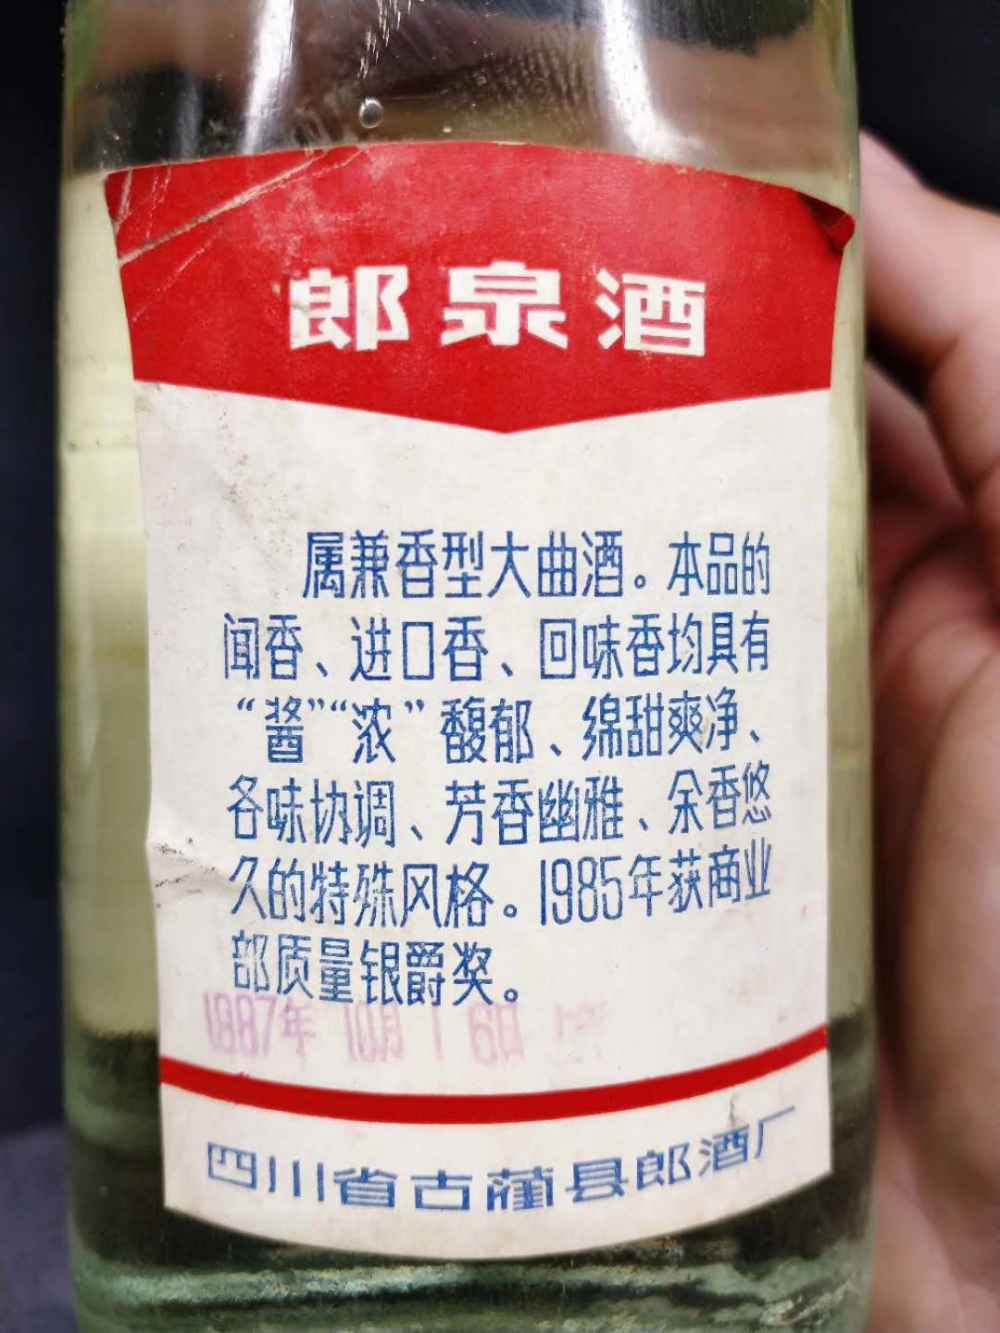 郎泉酒
属兼香型大曲酒。本品的
闻香、进口香、回味香均具有
“酱”“浓”馥郁、绵甜爽净、
各味协调、芳香幽雅、余香悠
久的特殊风格。1985年获商业
部质量银爵奖。
1987年 10月 16日
四川省古蔺县郎酒厂